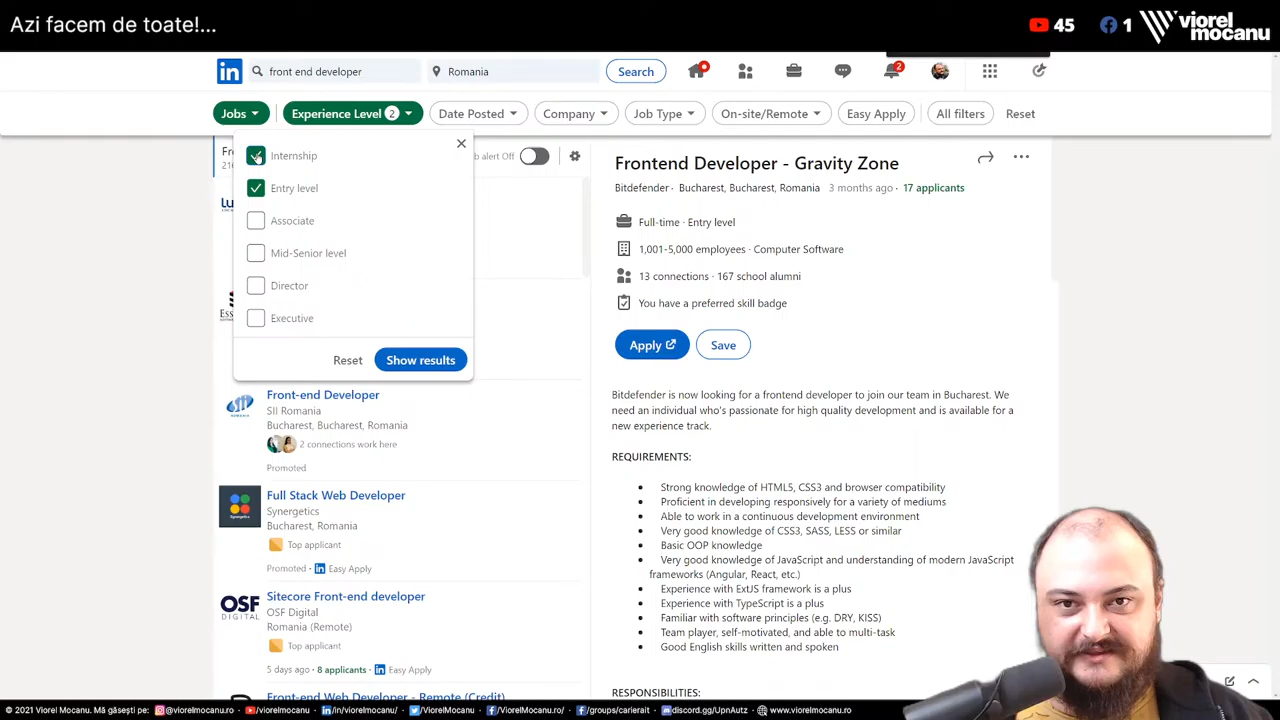 Azi facem de toate!...
45
1
viorel
mocanu
in
front end developer
Romania
Search
2
Jobs
Experience Level 2
Date Posted
Company
Job Type
On-site/Remote
Easy Apply
All filters
Reset
Internship
Entry level
Associate
Mid-Senior level
Director
Executive
Reset
Show results
alert Off
Front-end Developer
SII Romania
Bucharest, Bucharest, Romania
2 connections work here
Promoted
Full Stack Web Developer
Synergetics
Bucharest, Romania
Top applicant
Promoted · in Easy Apply
OSF
DIGITAL
Sitecore Front-end developer
OSF Digital
Romania (Remote)
Top applicant
5 days ago · 8 applicants · in Easy Apply
Front-end Web Developer - Remote (Credit)
Frontend Developer - Gravity Zone
Bitdefender · Bucharest, Bucharest, Romania 3 months ago · 17 applicants
Full-time · Entry level
1,001-5,000 employees · Computer Software
13 connections · 167 school alumni
You have a preferred skill badge
Apply
Save
Bitdefender is now looking for a frontend developer to join our team in Bucharest. We
need an individual who's passionate for high quality development and is available for a
new experience track.
REQUIREMENTS:
• Strong knowledge of HTML5, CSS3 and browser compatibility
• Proficient in developing responsively for a variety of mediums
• Able to work in a continuous development environment
• Very good knowledge of CSS3, SASS, LESS or similar
• Basic OOP knowledge
• Very good knowledge of JavaScript and understanding of modern JavaScript
frameworks (Angular, React, etc.)
• Experience with ExtJS framework is a plus
• Experience with TypeScript is a plus
• Familiar with software principles (e.g. DRY, KISS)
• Team player, self-motivated, and able to multi-task
• Good English skills written and spoken
RESPONSIBILITIES:
© 2021 Viorel Mocanu. Mă găsești pe: @viorelmocanu.ro /viorelmocanu /in/viorelmocanu/ /ViorelMocanu /ViorelMocanu.ro/ /groups/carierait discord.gg/UpnAutz www.viorelmocanu.ro